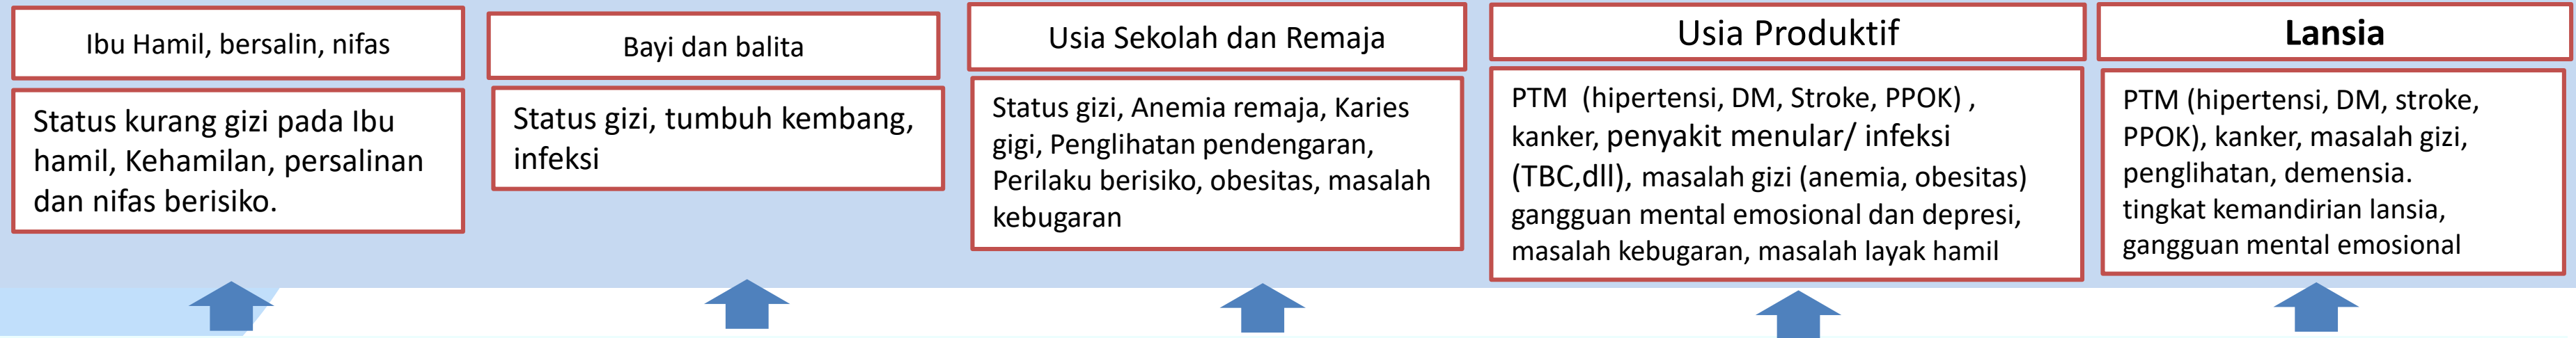 Ibu Hamil, bersalin, nifas
Status kurang gizi pada Ibu
hamil, Kehamilan, persalinan
dan nifas berisiko.
Bayi dan balita
Status gizi, tumbuh kembang,
infeksi
Usia Sekolah dan Remaja
Status gizi, Anemia remaja, Karies
gigi, Penglihatan pendengaran,
Perilaku berisiko, obesitas, masalah
kebugaran
Usia Produktif
PTM (hipertensi, DM, Stroke, PPOK) ,
kanker, penyakit menular/ infeksi
(TBC,dll), masalah gizi (anemia, obesitas)
gangguan mental emosional dan depresi,
masalah kebugaran, masalah layak hamil
Lansia
PTM (hipertensi, DM, stroke,
PPOK), kanker, masalah gizi,
penglihatan, demensia.
tingkat kemandirian lansia,
gangguan mental emosional